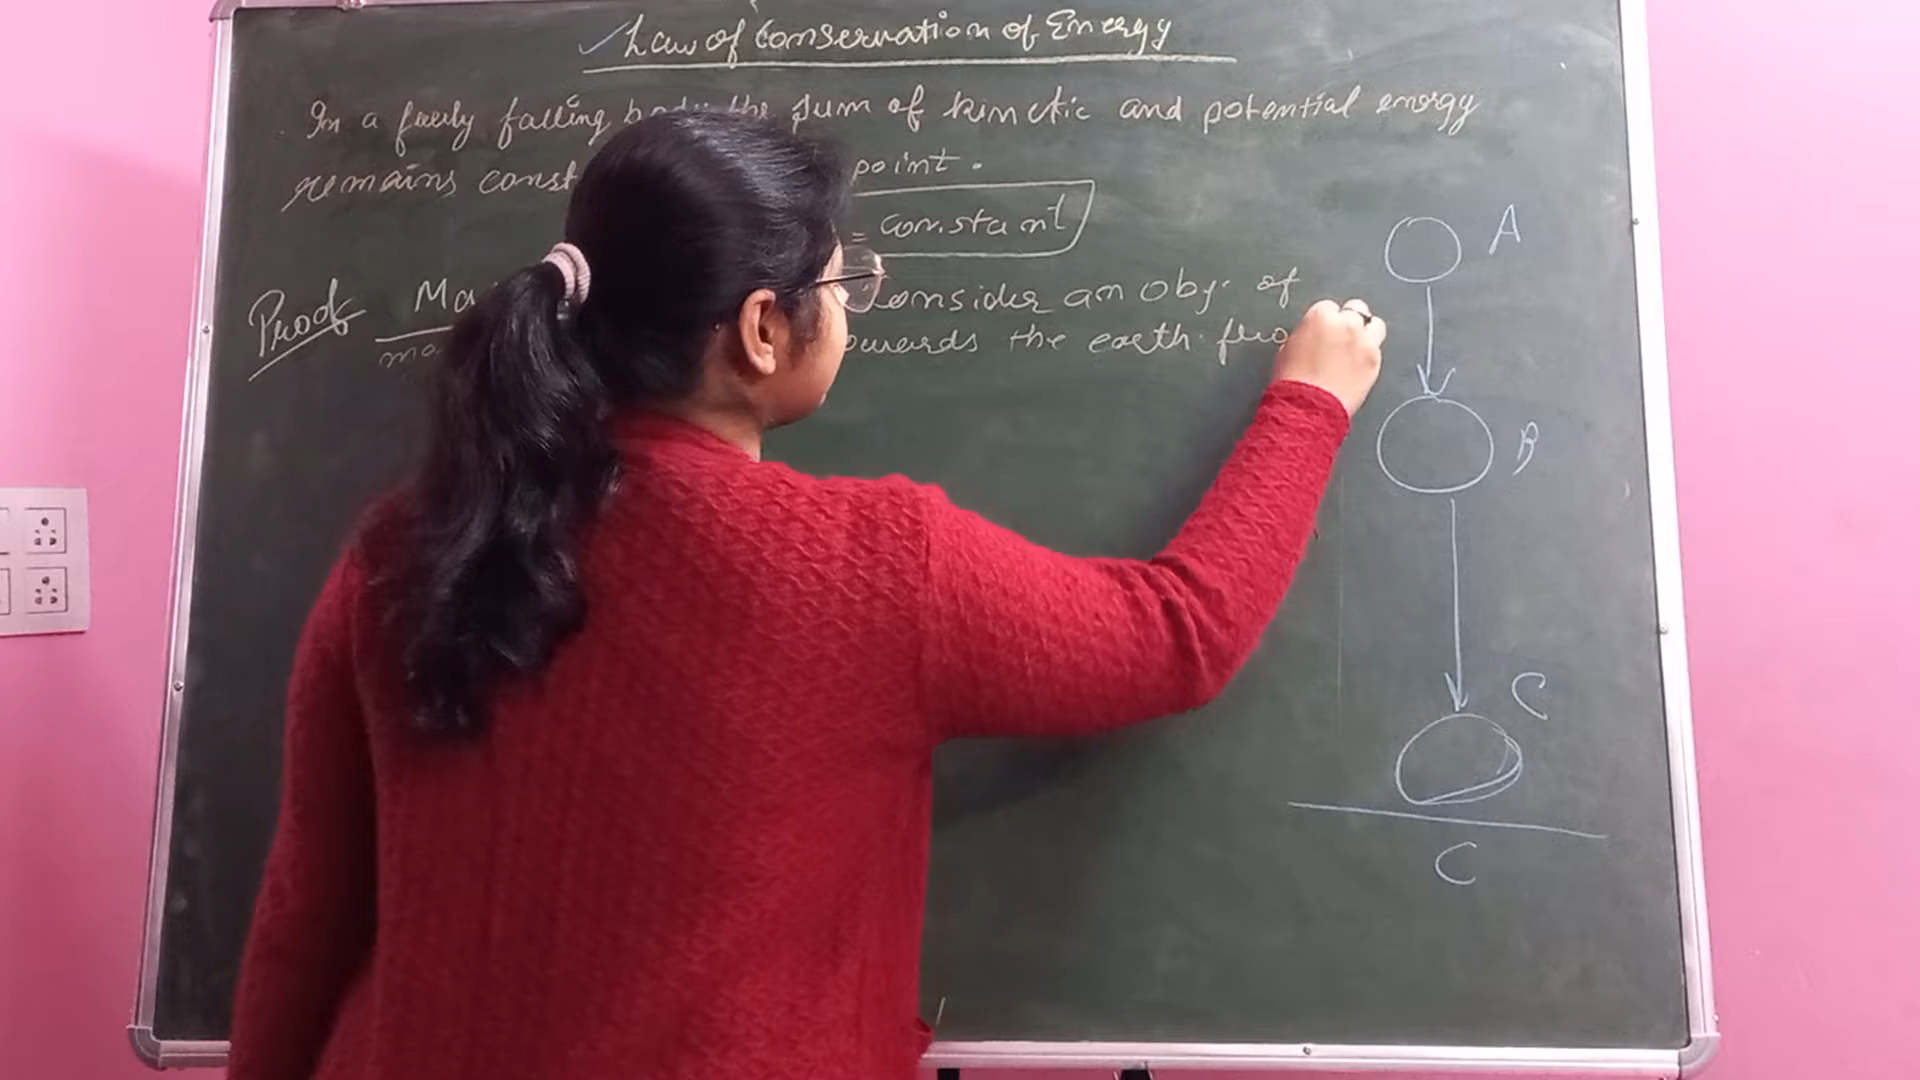 Law of Conservation of Energy
In a freely falling body the sum of kinetic and potential energy
remains const point.
= constant
Proof Ma Consider an obj. of
ma owards the earth fro
A
B
C
C